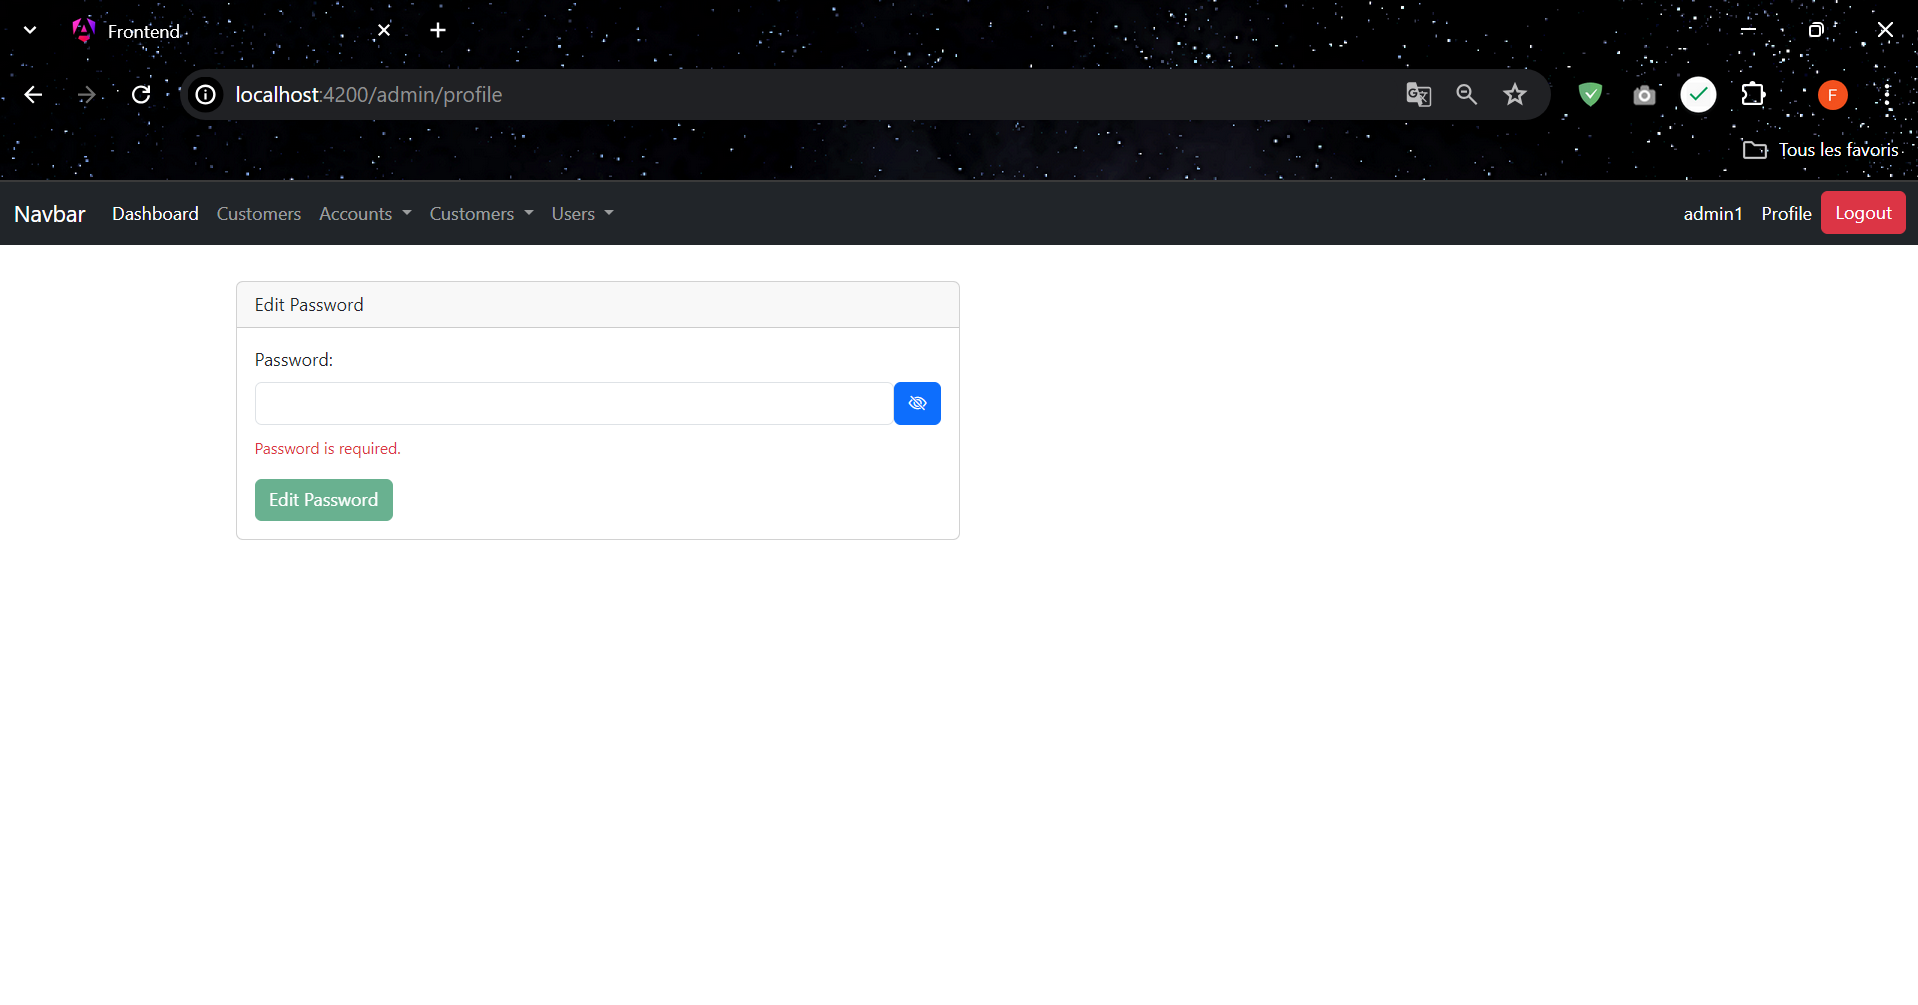 Frontend
localhost:4200/admin/profile
F
Tous les favoris
Navbar Dashboard Customers Accounts Customers Users admin1 Profile Logout
Edit Password
Password:
Password is required.
Edit Password